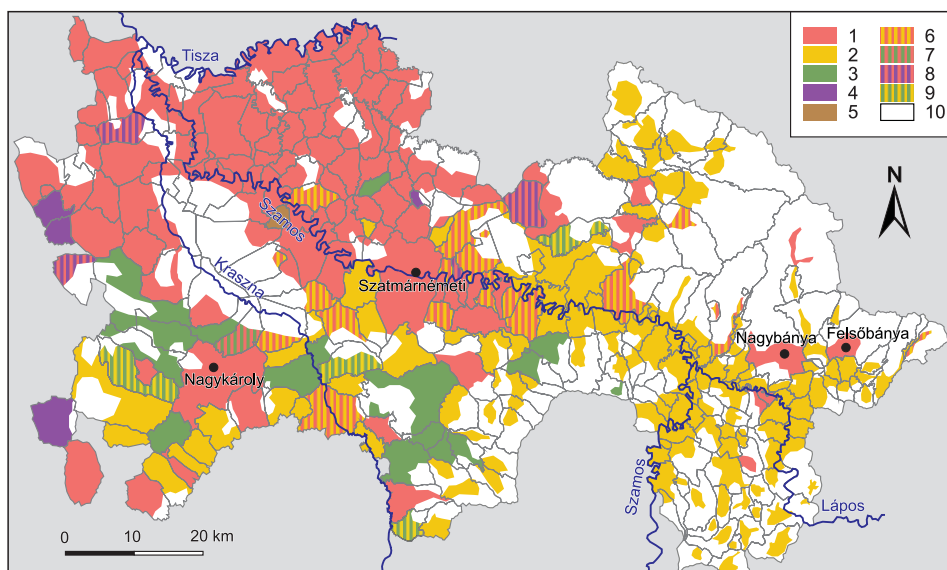 Tisza
1 6
2 7
3 8
4 9
5 10
N
Szamos
Kraszna
Szatmárnémeti
Nagybánya
Felsőbánya
Nagykároly
Szamos
Lápos
0 10 20 km